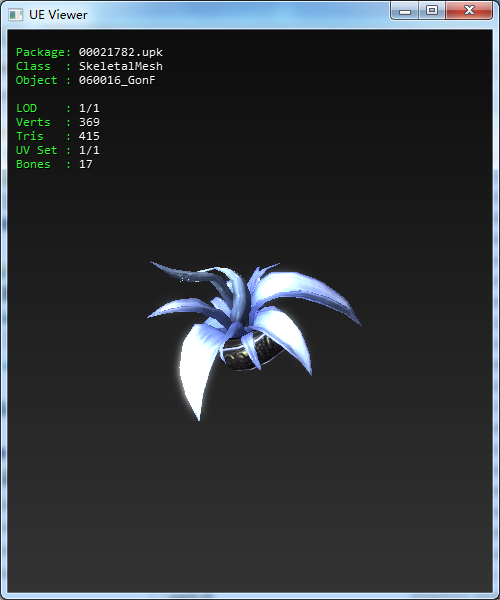 UE Viewer
Package: 00021782.upk
Class : SkeletalMesh
Object : 060016_GonF
LOD : 1/1
Verts : 369
Tris : 415
UV Set : 1/1
Bones : 17